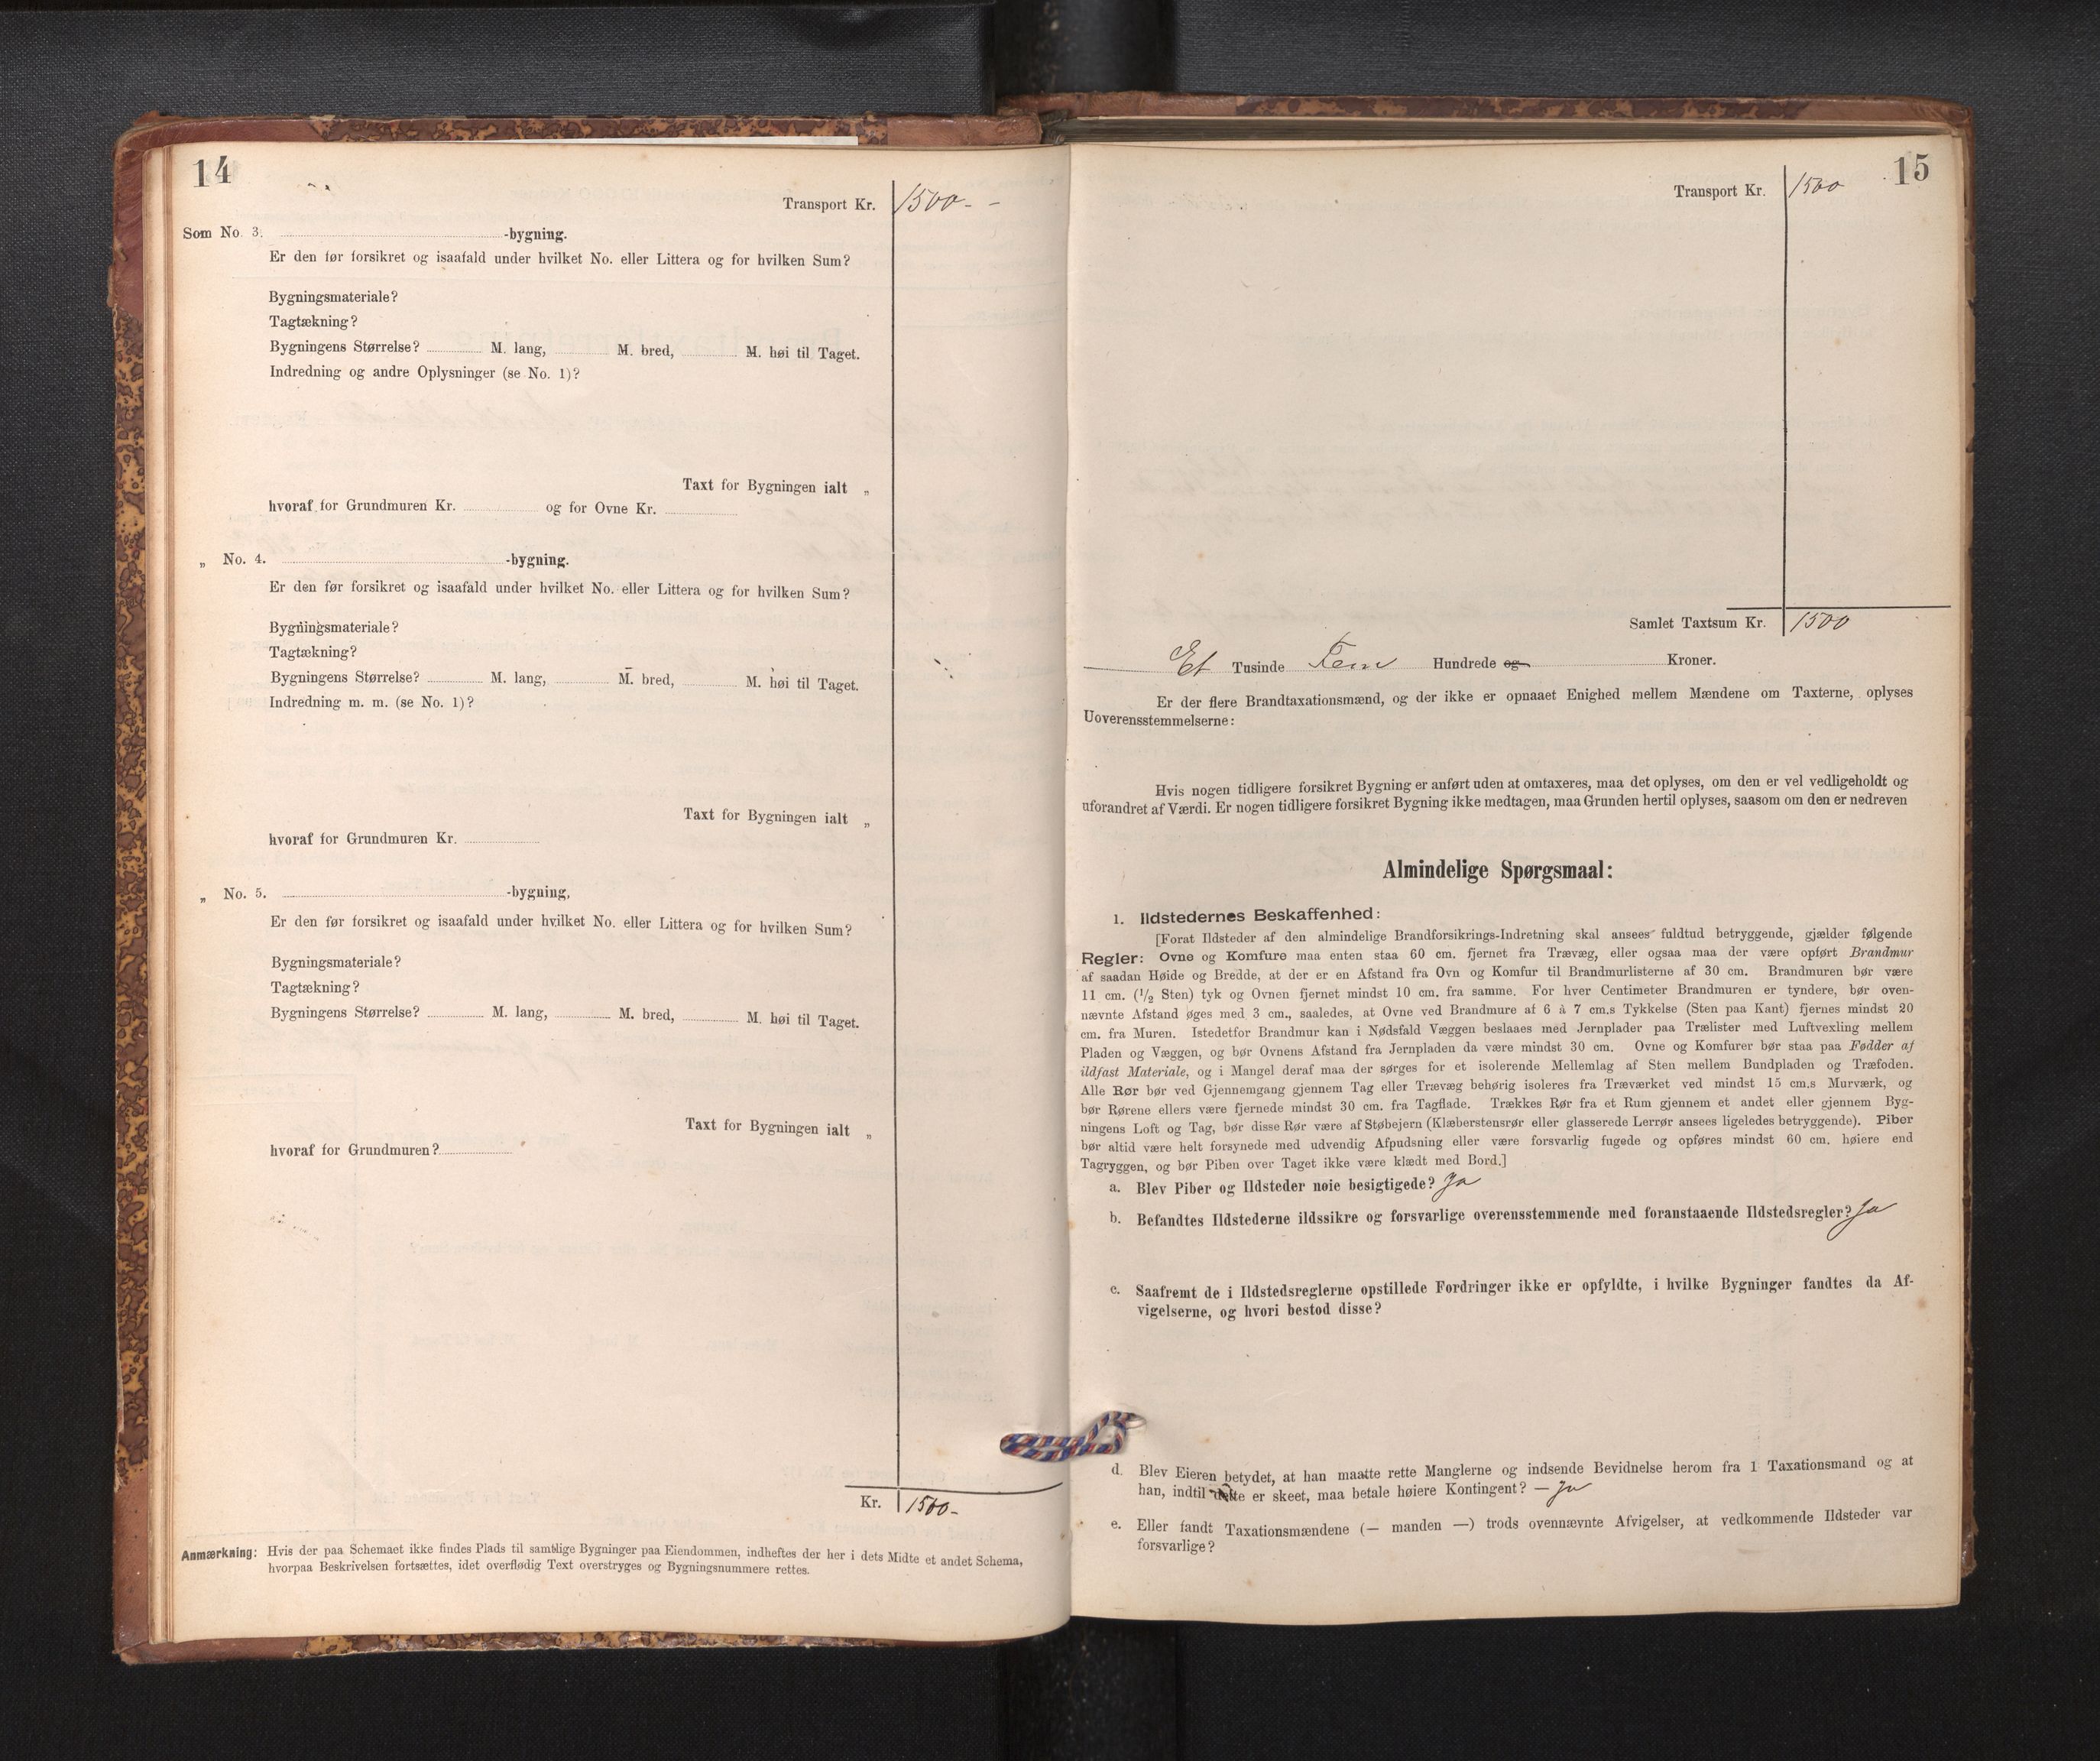 14
Transport Kr. 1500 - -
Som No. 3. -bygning.
Er den før forsikret og isaafald under hvilket No. eller Littera og for hvilken Sum?
Bygningsmateriale?
Tagtækning?
Bygningens Størrelse? M. lang, M. bred, M. høi til Taget.
Indredning og andre Oplysninger (se No. 1)?
Taxt for Bygningen ialt „
hvoraf for Grundmuren Kr. og for Ovne Kr.
„ No. 4. -bygning.
Er den før forsikret og isaafald under hvilket No. eller Littera og for hvilken Sum?
Bygningsmateriale?
Tagtækning?
Bygningens Størrelse? M. lang, M. bred, M. høi til Taget.
Indredning m. m. (se No. 1)?
Taxt for Bygningen ialt „
hvoraf for Grundmuren Kr.
„ No. 5. -bygning,
Er den før forsikret og isaafald under hvilket No. eller Littera og for hvilken Sum?
Bygningsmateriale?
Tagtækning?
Bygningens Størrelse? M. lang, M. bred, M. høi til Taget.
Taxt for Bygningen ialt „
hvoraf for Grundmuren?
Kr. 1500 -
Anmærkning: Hvis der paa Schemaet ikke findes Plads til samtlige Bygninger paa Eiendommen, indheftes der her i dets Midte et andet Schema,
hvorpaa Beskrivelsen fortsættes, idet overflødig Text overstryges og Bygningsnummere rettes.
15
Transport Kr. 1500
Samlet Taxtsum Kr. 1500
Et Tusinde Fem Hundrede og Kroner.
Er der flere Brandtaxationsmænd, og der ikke er opnaaet Enighed mellem Mændene om Taxterne, oplyses
Uoverensstemmelserne:
Hvis nogen tidligere forsikret Bygning er anført uden at omtaxeres, maa det oplyses, om den er vel vedligeholdt og
uforandret af Værdi. Er nogen tidligere forsikret Bygning ikke medtagen, maa Grunden hertil oplyses, saasom om den er nedreven
Almindelige Spørgsmaal:
1. Ildstedernes Beskaffenhed:
[Forat Ildsteder af den almindelige Brandforsikrings-Indretning skal ansees fuldtud betryggende, gjælder følgende
Regler: Ovne og Komfure maa enten staa 60 cm. fjernet fra Trævæg, eller ogsaa maa der være opført Brandmur
af saadan Høide og Bredde, at der er en Afstand fra Ovn og Komfur til Brandmurlisterne af 30 cm. Brandmuren bør være
11 cm. (1/2 Sten) tyk og Ovnen fjernet mindst 10 cm. fra samme. For hver Centimeter Brandmuren er tyndere, bør oven-
nævnte Afstand øges med 3 cm., saaledes, at Ovne ved Brandmure af 6 à 7 cm.s Tykkelse (Sten paa Kant) fjernes mindst 20
cm. fra Muren. Istedetfor Brandmur kan i Nødsfald Væggen beslaaes med Jernplader paa Trælister med Luftvexling mellem
Pladen og Væggen, og bør Ovnens Afstand fra Jernpladen da være mindst 30 cm. Ovne og Komfurer bør staa paa Fødder af
ildfast Materiale, og i Mangel deraf maa der sørges for et isolerende Mellemlag af Sten mellem Bundpladen og Træfoden.
Alle Rør bør ved Gjennemgang gjennem Tag eller Trævæg behørig isoleres fra Træværket ved mindst 15 cm.s Murværk, og
bør Rørene ellers være fjernede mindst 30 cm. fra Tagflade. Trækkes Rør fra et Rum gjennem et andet eller gjennem Byg-
ningens Loft og Tag, bør disse Rør være af Støbejern (Klæberstensrør eller glasserede Lerrør ansees ligeledes betryggende). Piber
bør altid være helt forsynede med udvendig Afpudsning eller være forsvarlig fugede og opføres mindst 60 cm. høiere end
Tagryggen, og bør Piben over Taget ikke være klædt med Bord.]
a. Blev Piber og Ildsteder nøie besigtigede? Ja
b. Befandtes Ildstederne ildssikre og forsvarlige overensstemmende med foranstaaende Ildstedsregler? Ja
c. Saafremt de i Ildstedsreglerne opstillede Fordringer ikke er opfyldte, i hvilke Bygninger fandtes da Af-
vigelserne, og hvori bestod disse?
d. Blev Eieren betydet, at han maatte rette Manglerne og indsende Bevidnelse herom fra 1 Taxationsmand og at
han, indtil dette er skeet, maa betale høiere Kontingent? — Ja
e. Eller fandt Taxationsmændene (— manden —) trods ovennævnte Afvigelser, at vedkommende Ildsteder var
forsvarlige?